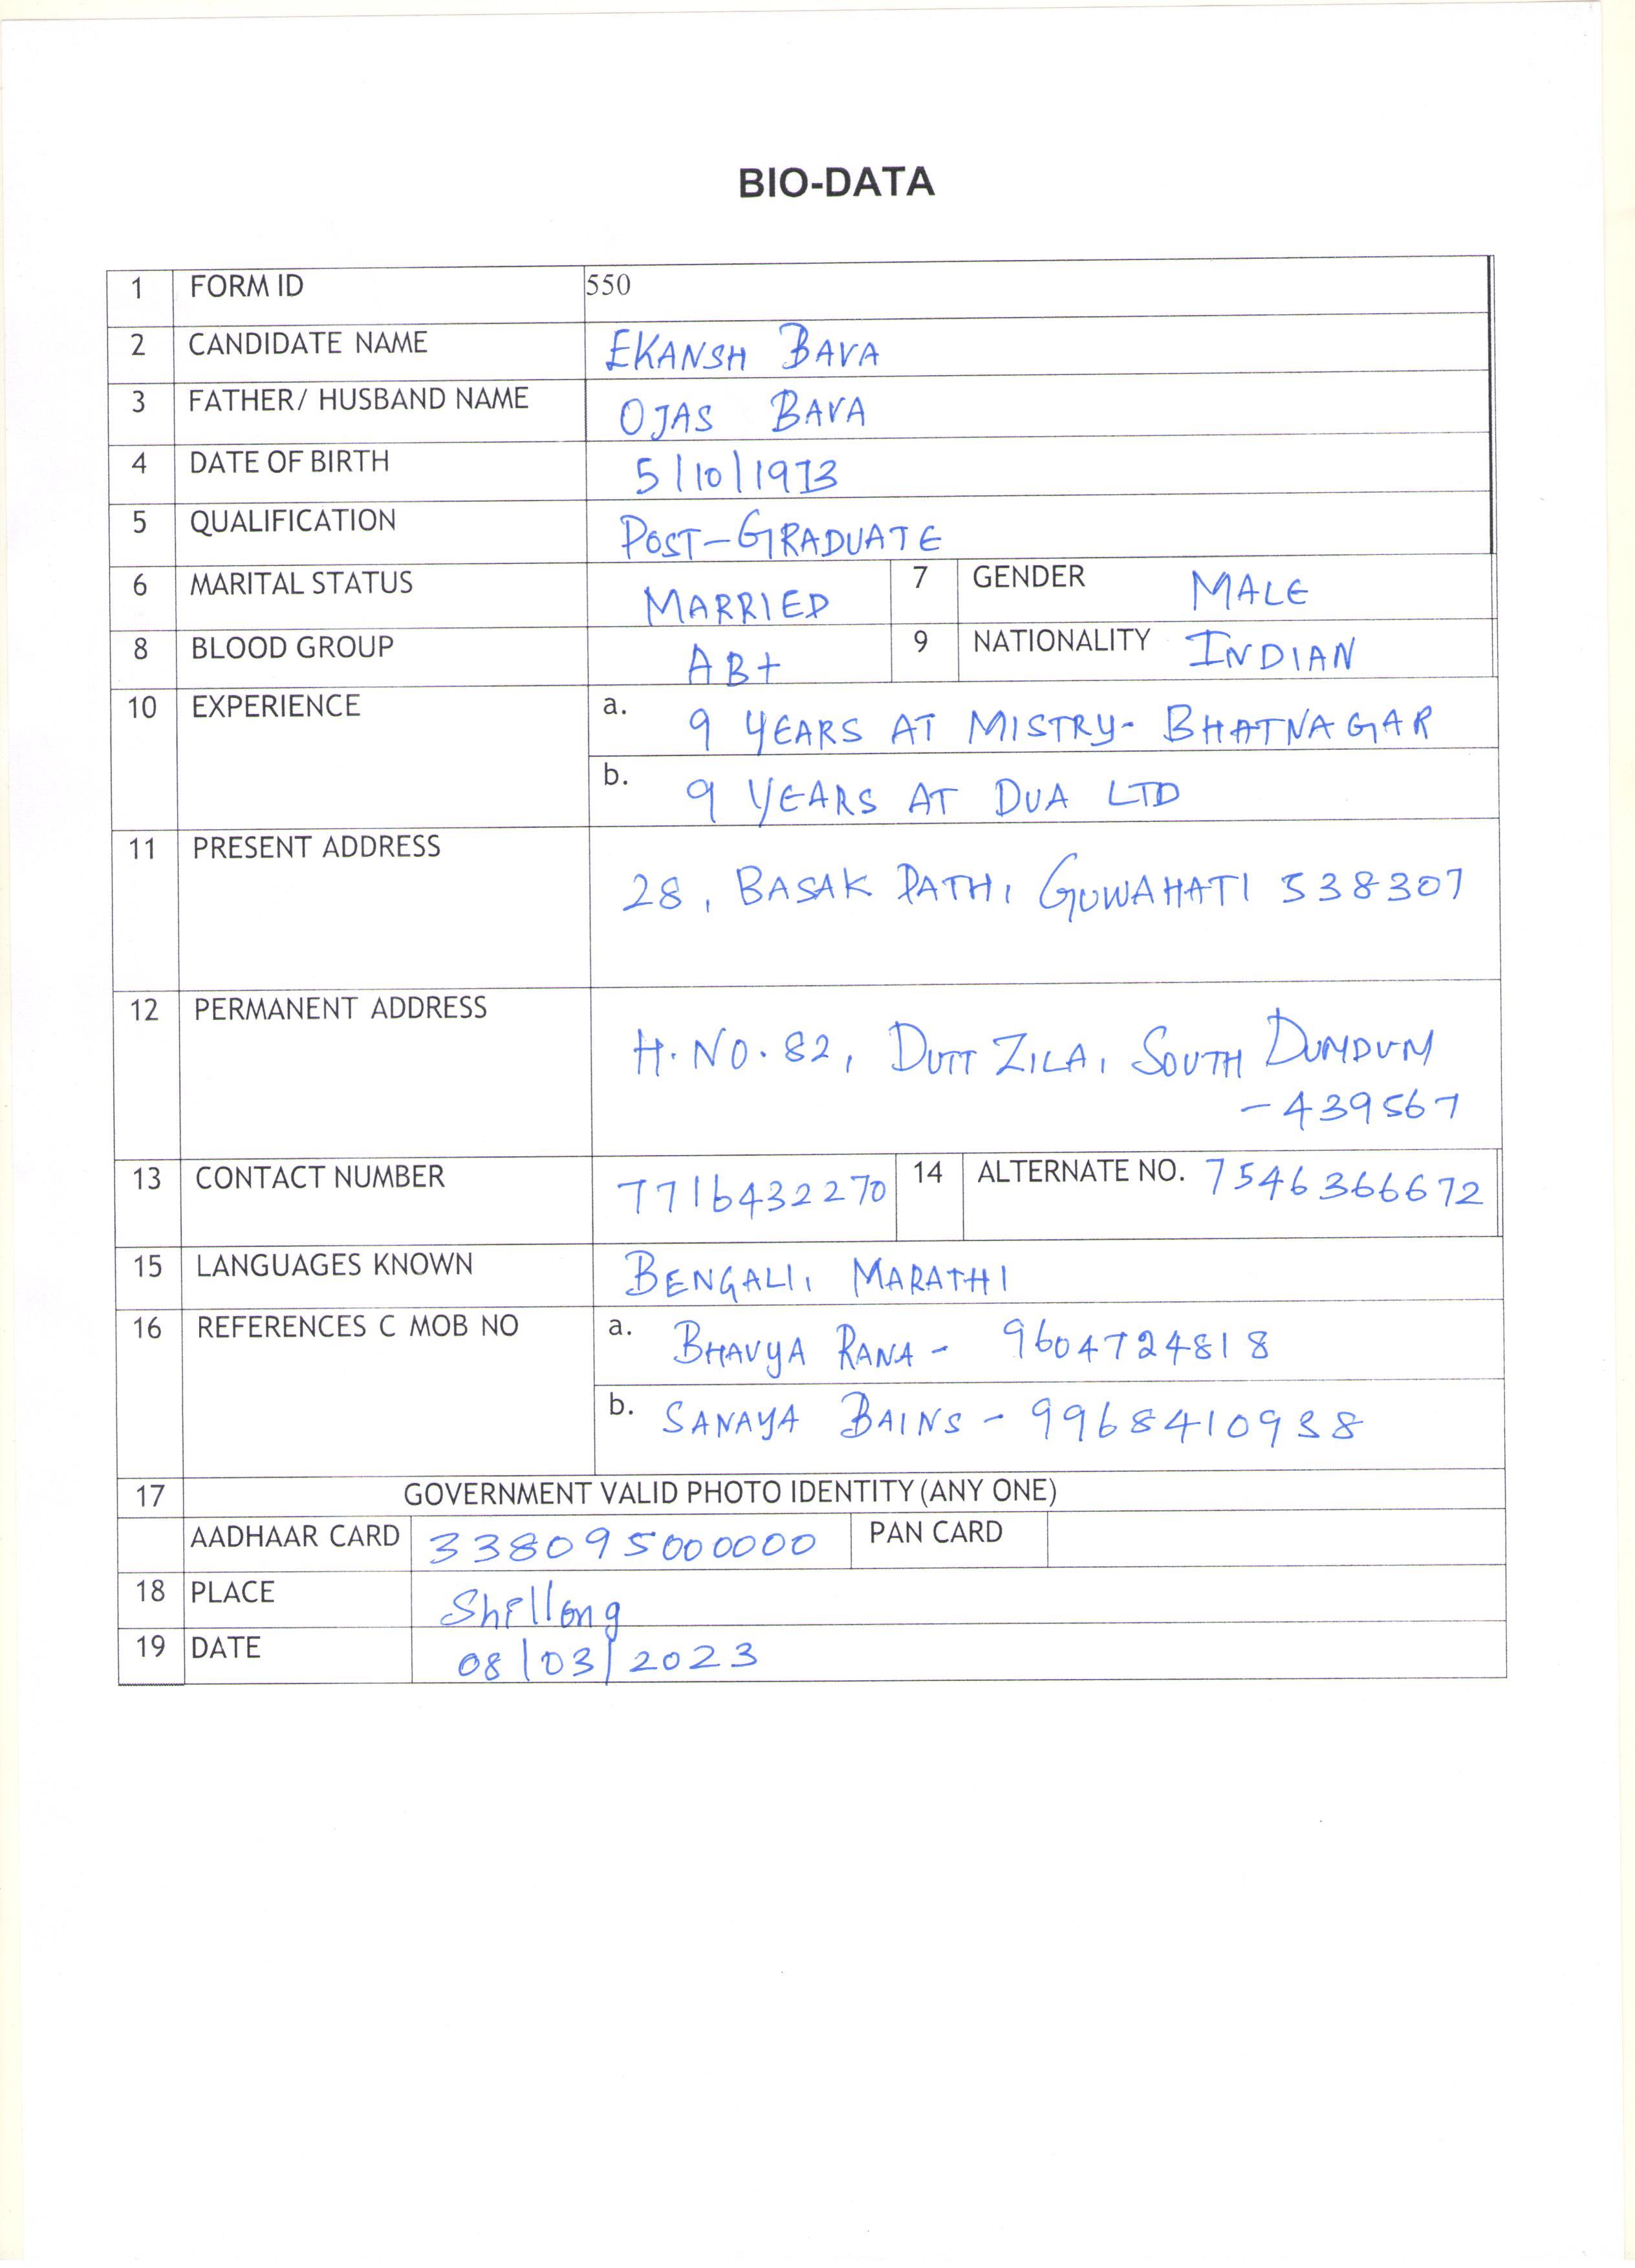 BIO-DATA
1 FORM ID 550
2 CANDIDATE NAME EKANSH BAVA
3 FATHER/ HUSBAND NAME OJAS BAVA
4 DATE OF BIRTH 5/10/1973
5 QUALIFICATION POST-GRADUATE
6 MARITAL STATUS MARRIED 7 GENDER MALE
8 BLOOD GROUP AB+ 9 NATIONALITY INDIAN
10 EXPERIENCE a. 9 YEARS AT MISTRY- BHATNAGAR
b. 9 YEARS AT DUA LTD
11 PRESENT ADDRESS 28, BASAK PATH, GUWAHATI 538307
12 PERMANENT ADDRESS H.NO.82, DUTT ZILA, SOUTH DUMDUM
-439567
13 CONTACT NUMBER 7716432270 14 ALTERNATE NO. 7546366672
15 LANGUAGES KNOWN BENGALI, MARATHI
16 REFERENCES C MOB NO a. BHAVYA RANA - 9604724818
b. SANAYA BAINS - 9968410938
17 GOVERNMENT VALID PHOTO IDENTITY (ANY ONE)
AADHAAR CARD 338095000000 PAN CARD
18 PLACE Shillong
19 DATE 08/03/2023